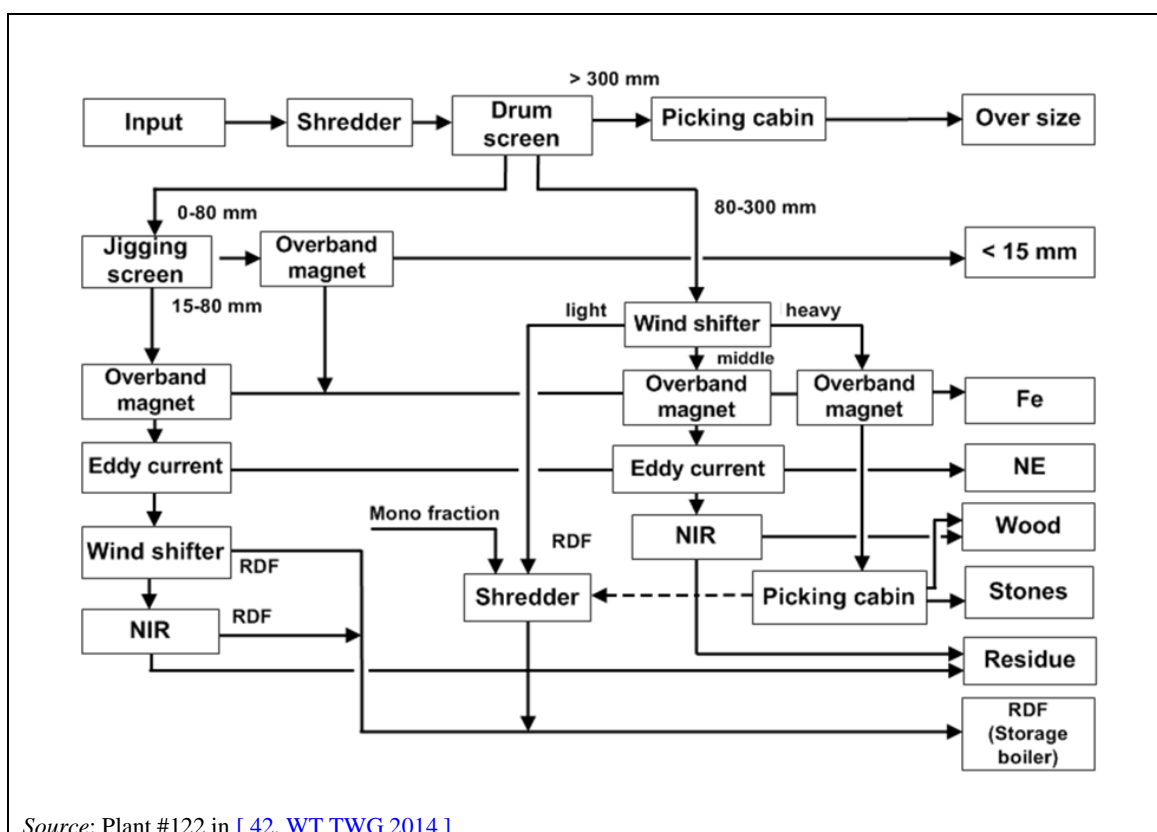 > 300 mm
Input
Shredder
Drum
screen
Picking cabin
Over size
0-80 mm
80-300 mm
Jigging
screen
Overband
magnet
< 15 mm
15-80 mm
light
Wind shifter
heavy
middle
Overband
magnet
Overband
magnet
Overband
magnet
Fe
Eddy current
Eddy current
NE
Mono fraction
Wind shifter
RDF
RDF
NIR
Wood
Shredder
Picking cabin
Stones
NIR
RDF
Residue
RDF
(Storage
boiler)
Source: Plant #122 in [ 42, WT TWG 2014 ]